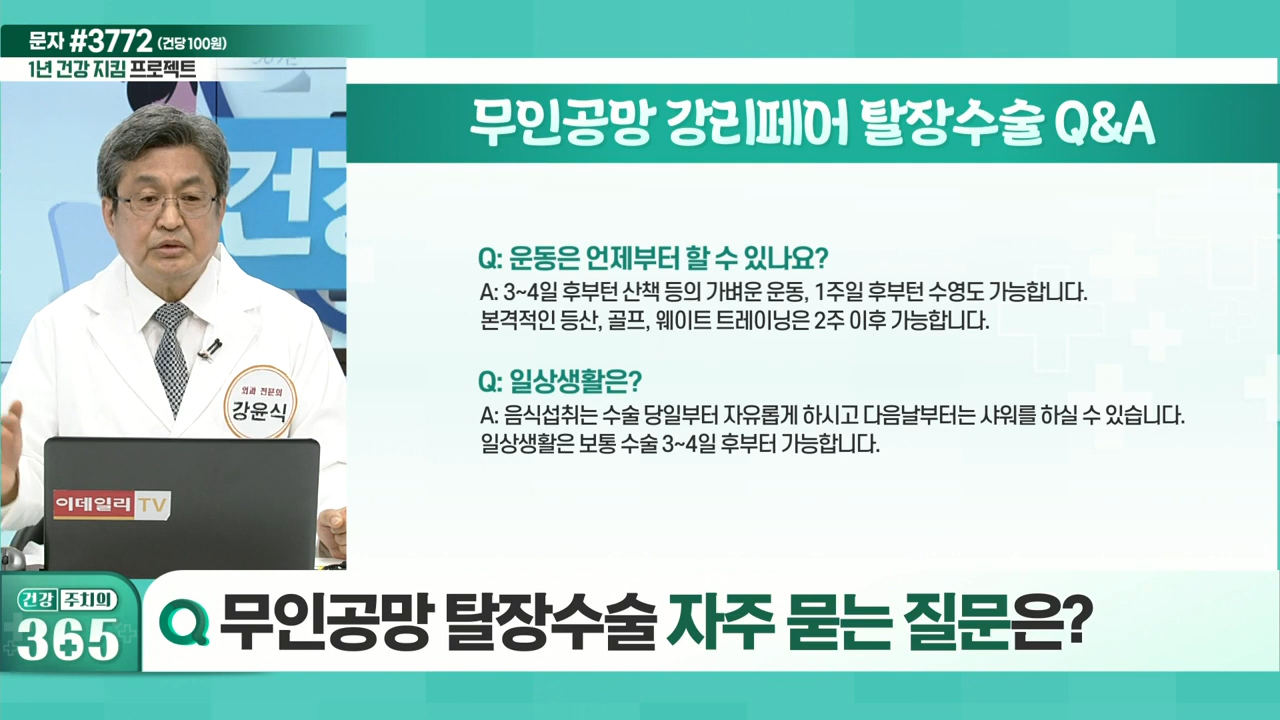 문자 #3772 (건당 100원)
1년 건강 지킴 프로젝트
건강
무인공망 강리페어 탈장수술 Q&A
Q: 운동은 언제부터 할 수 있나요?
A: 3~4일 후부턴 산책 등의 가벼운 운동, 1주일 후부턴 수영도 가능합니다.
본격적인 등산, 골프, 웨이트 트레이닝은 2주 이후 가능합니다.
Q: 일상생활은?
A: 음식섭취는 수술 당일부터 자유롭게 하시고 다음날부터는 샤워를 하실 수 있습니다.
일상생활은 보통 수술 3~4일 후부터 가능합니다.
외과 전문의
강윤식
이데일리 TV
건강 주치의
365
Q 무인공망 탈장수술 자주 묻는 질문은?